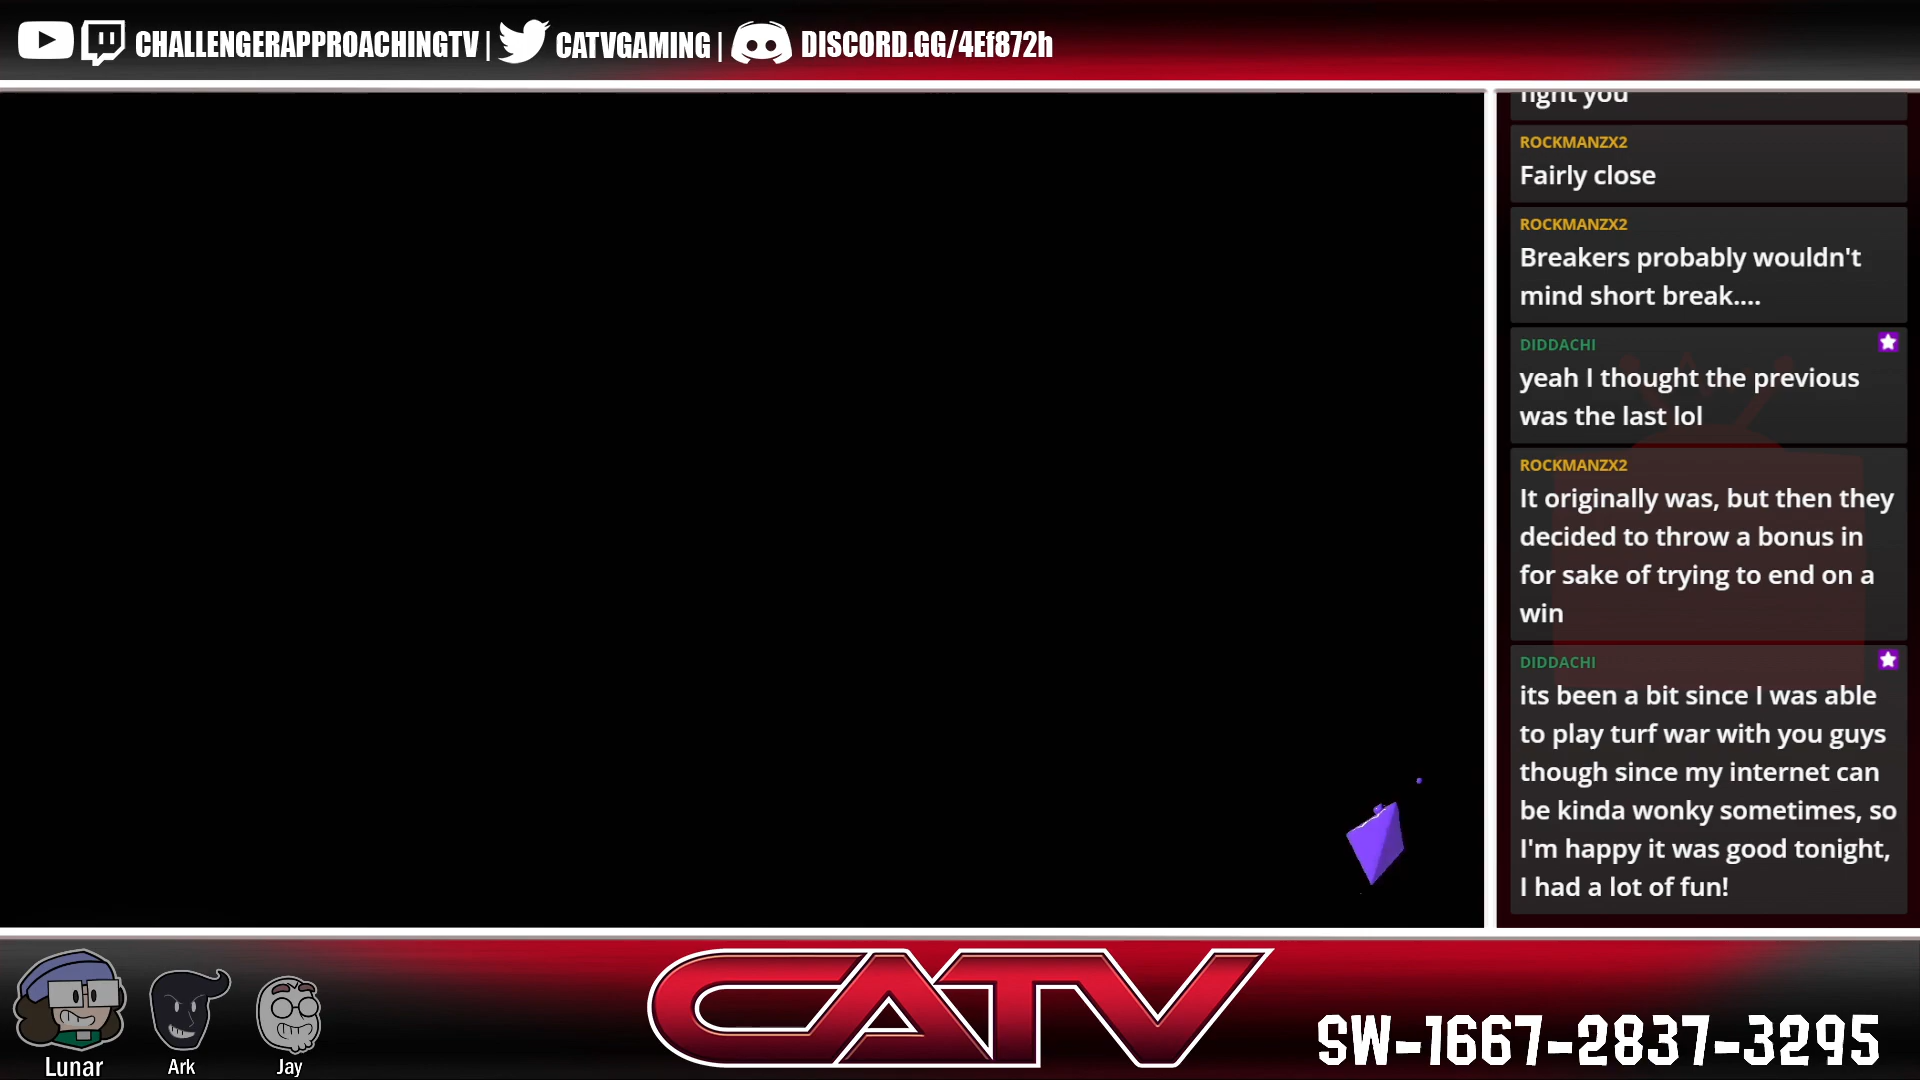 CHALLENGERAPPROACHINGTV | CATVGAMING | DISCORD.GG/4Ef872h
fight you
ROCKMANZX2
Fairly close
ROCKMANZX2
Breakers probably wouldn't
mind short break....
DIDDACHI
yeah I thought the previous
was the last lol
ROCKMANZX2
It originally was, but then they
decided to throw a bonus in
for sake of trying to end on a
win
DIDDACHI
its been a bit since I was able
to play turf war with you guys
though since my internet can
be kinda wonky sometimes, so
I'm happy it was good tonight,
I had a lot of fun!
Lunar
Ark
Jay
CATV
SW-1667-2837-3295